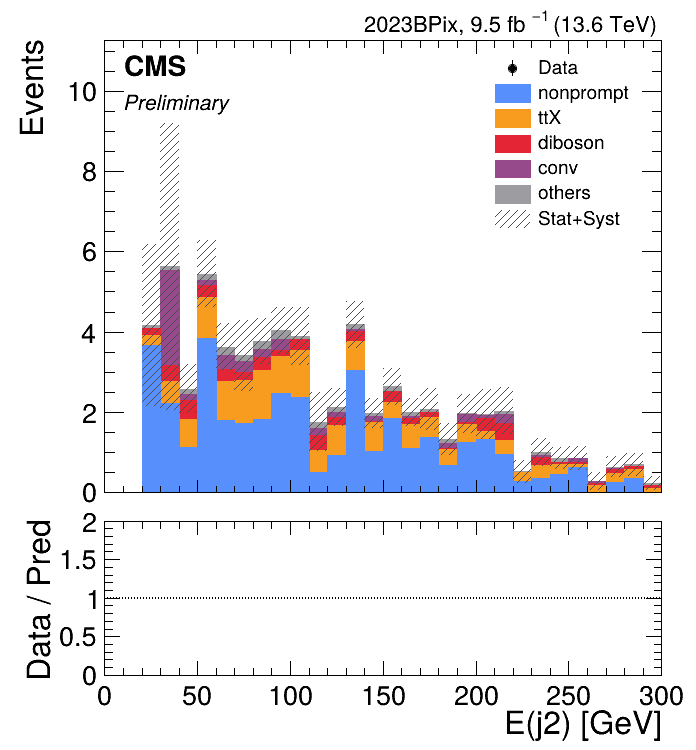 2023BPix, 9.5 fb⁻¹ (13.6 TeV)
CMS
Preliminary
Data
nonprompt
ttX
diboson
conv
others
Stat+Syst
Events
10
8
6
4
2
0
Data / Pred
2
1.5
1
0.5
0
0 50 100 150 200 250 300
E(j2) [GeV]